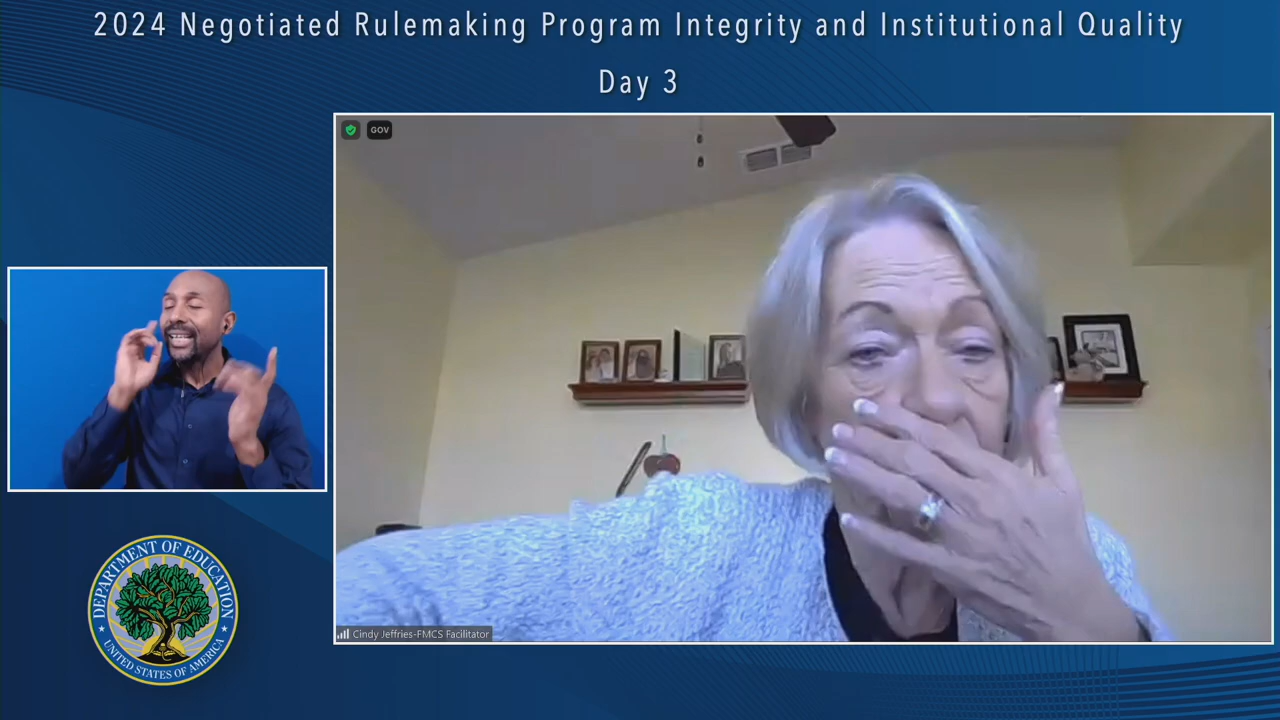 2024 Negotiated Rulemaking Program Integrity and Institutional Quality
Day 3
GOV
Cindy Jeffries-FMCS Facilitator
DEPARTMENT OF EDUCATION
UNITED STATES OF AMERICA